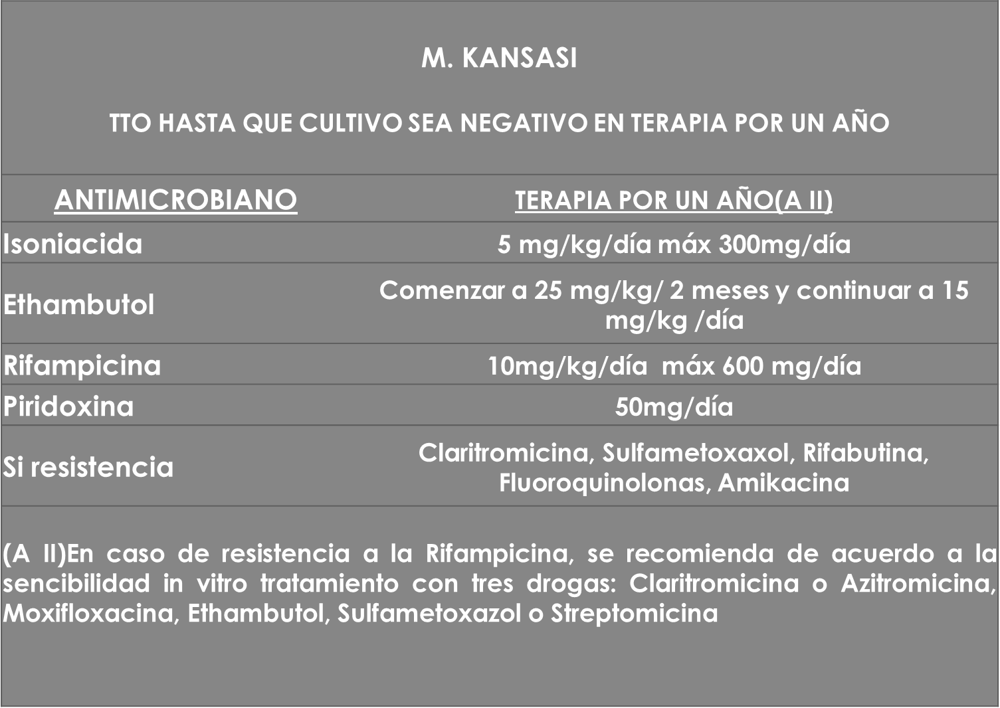 M. KANSASI
TTO HASTA QUE CULTIVO SEA NEGATIVO EN TERAPIA POR UN AÑO
ANTIMICROBIANO
TERAPIA POR UN AÑO(A II)
Isoniacida
5 mg/kg/día máx 300mg/día
Ethambutol
Comenzar a 25 mg/kg/ 2 meses y continuar a 15
mg/kg /día
Rifampicina
10mg/kg/día  máx 600 mg/día
Piridoxina
50mg/día
Si resistencia
Claritromicina, Sulfametoxaxol, Rifabutina,
Fluoroquinolonas, Amikacina
(A II)En caso de resistencia a la Rifampicina, se recomienda de acuerdo a la
sencibilidad in vitro tratamiento con tres drogas: Claritromicina o Azitromicina,
Moxifloxacina, Ethambutol, Sulfametoxazol o Streptomicina